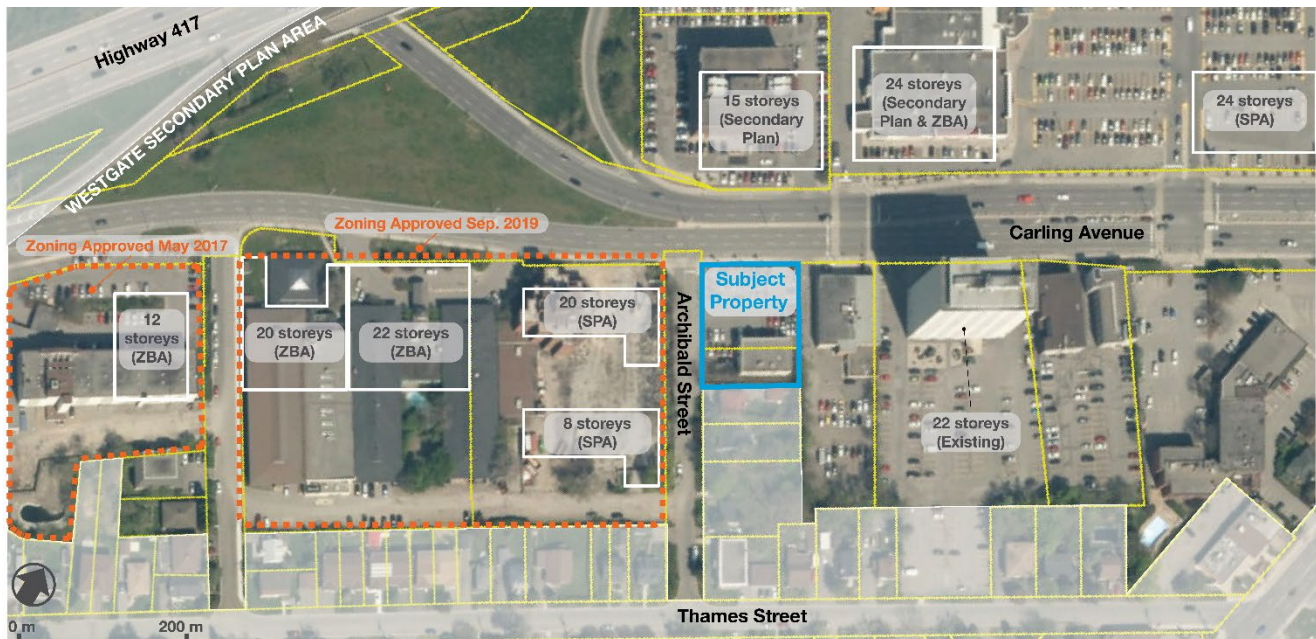 Highway 417
WESTGATE SECONDARY PLAN AREA
15 storeys
(Secondary
Plan)
24 storeys
(Secondary
Plan & ZBA)
24 storeys
(SPA)
Zoning Approved May 2017
Zoning Approved Sep. 2019
Carling Avenue
12
storeys
(ZBA)
20 storeys
(ZBA)
22 storeys
(ZBA)
20 storeys
(SPA)
8 storeys
(SPA)
Archibald Street
Subject
Property
22 storeys
(Existing)
Thames Street
0 m
200 m